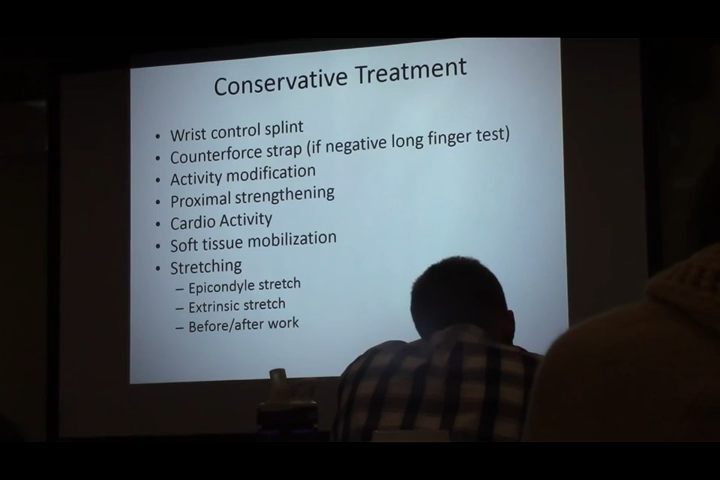 Conservative Treatment
• Wrist control splint
• Counterforce strap (if negative long finger test)
• Activity modification
• Proximal strengthening
• Cardio Activity
• Soft tissue mobilization
• Stretching
– Epicondyle stretch
– Extrinsic stretch
– Before/after work